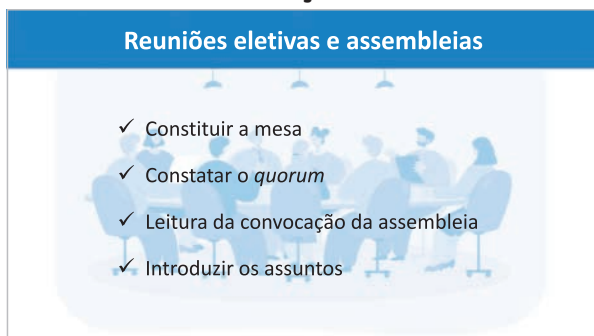 Reuniões eletivas e assembleias
✓ Constituir a mesa
✓ Constatar o quorum
✓ Leitura da convocação da assembleia
✓ Introduzir os assuntos